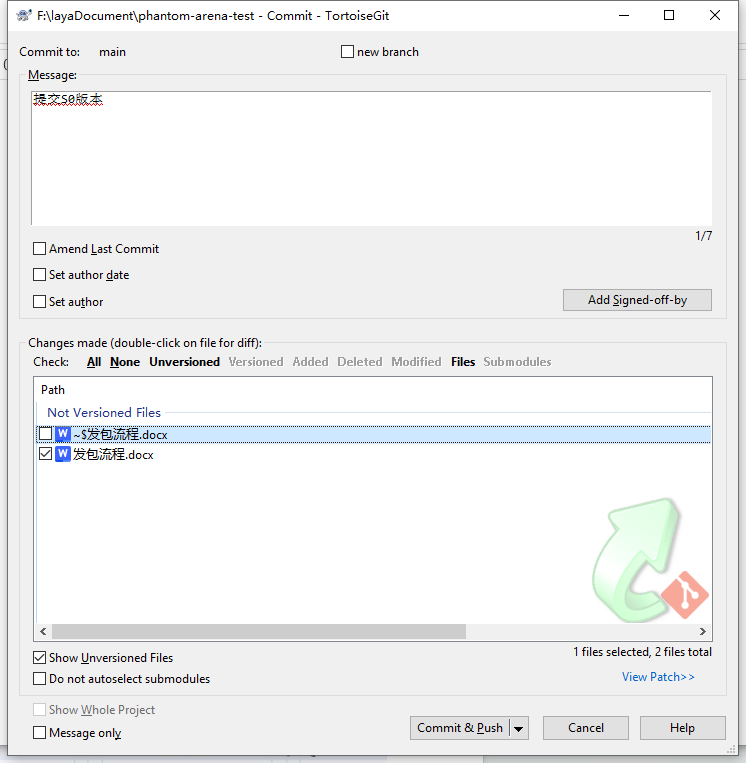 F:\layaDocument\phantom-arena-test - Commit - TortoiseGit
Commit to: main new branch
Message:
提交S0版本
1/7
Amend Last Commit
Set author date
Set author
Add Signed-off-by
Changes made (double-click on file for diff):
Check: All None Unversioned Versioned Added Deleted Modified Files Submodules
Path
Not Versioned Files
W ~$发包流程.docx
W 发包流程.docx
Show Unversioned Files
1 files selected, 2 files total
Do not autoselect submodules
View Patch>>
Show Whole Project
Message only
Commit & Push Cancel Help